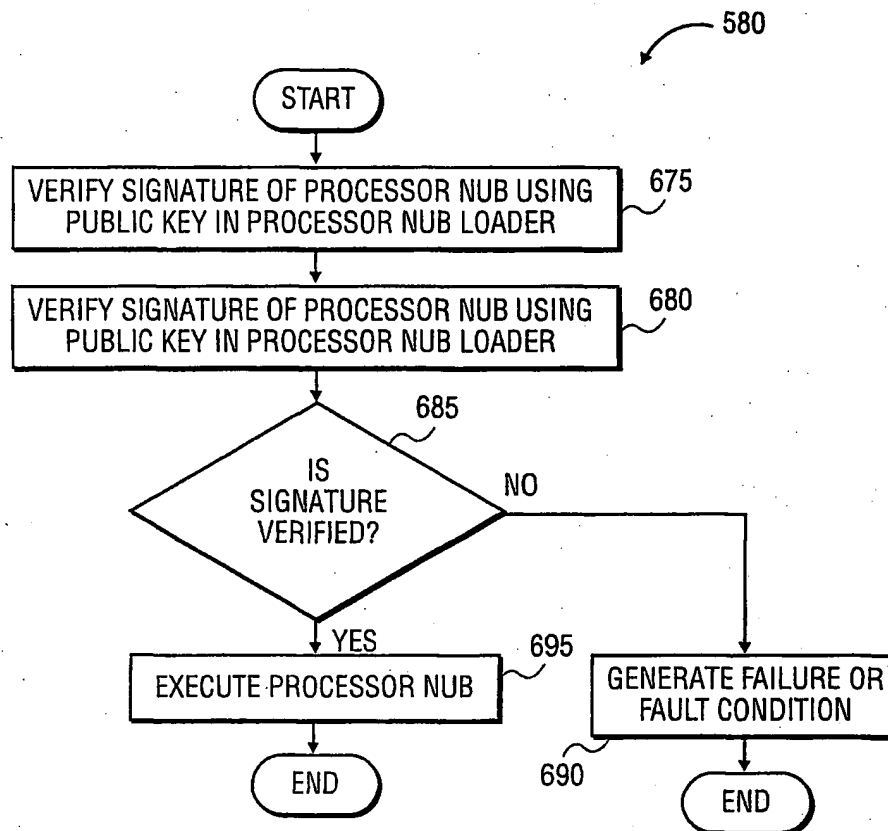 580
START
VERIFY SIGNATURE OF PROCESSOR NUB USING
PUBLIC KEY IN PROCESSOR NUB LOADER
675
VERIFY SIGNATURE OF PROCESSOR NUB USING
PUBLIC KEY IN PROCESSOR NUB LOADER
680
685
IS
SIGNATURE
VERIFIED?
NO
YES
EXECUTE PROCESSOR NUB
695
GENERATE FAILURE OR
FAULT CONDITION
690
END
END